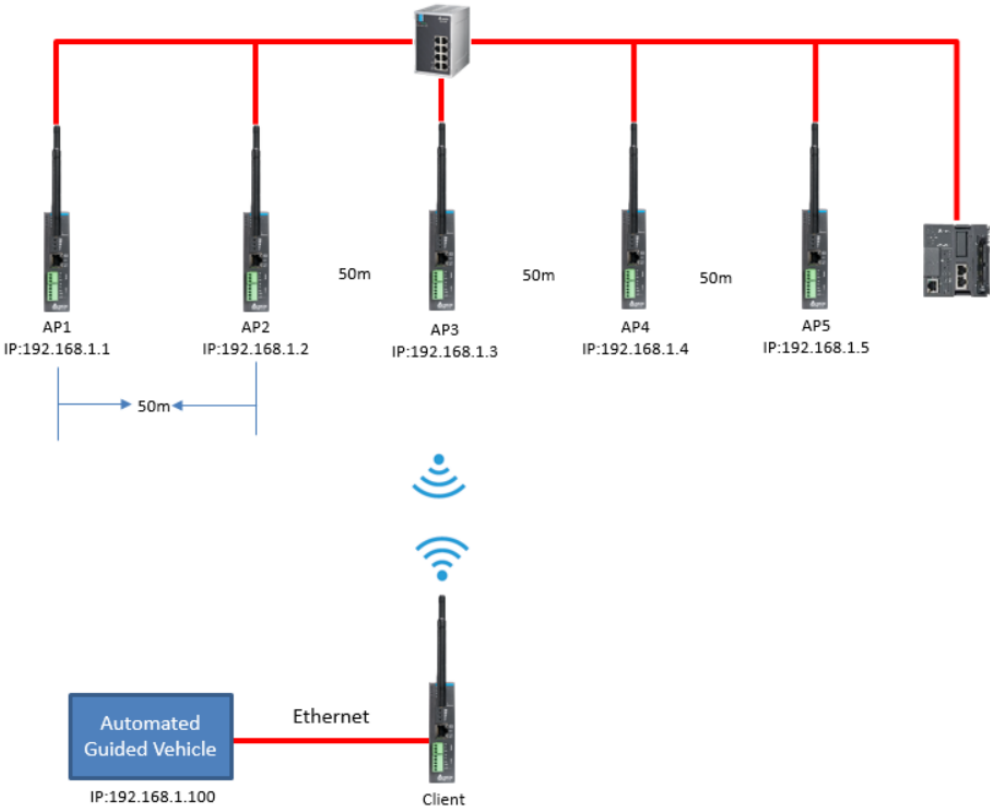 50m
50m
50m
AP1
IP:192.168.1.1
AP2
IP:192.168.1.2
AP3
IP:192.168.1.3
AP4
IP:192.168.1.4
AP5
IP:192.168.1.5
50m
Automated
Guided Vehicle
Ethernet
IP:192.168.1.100
Client